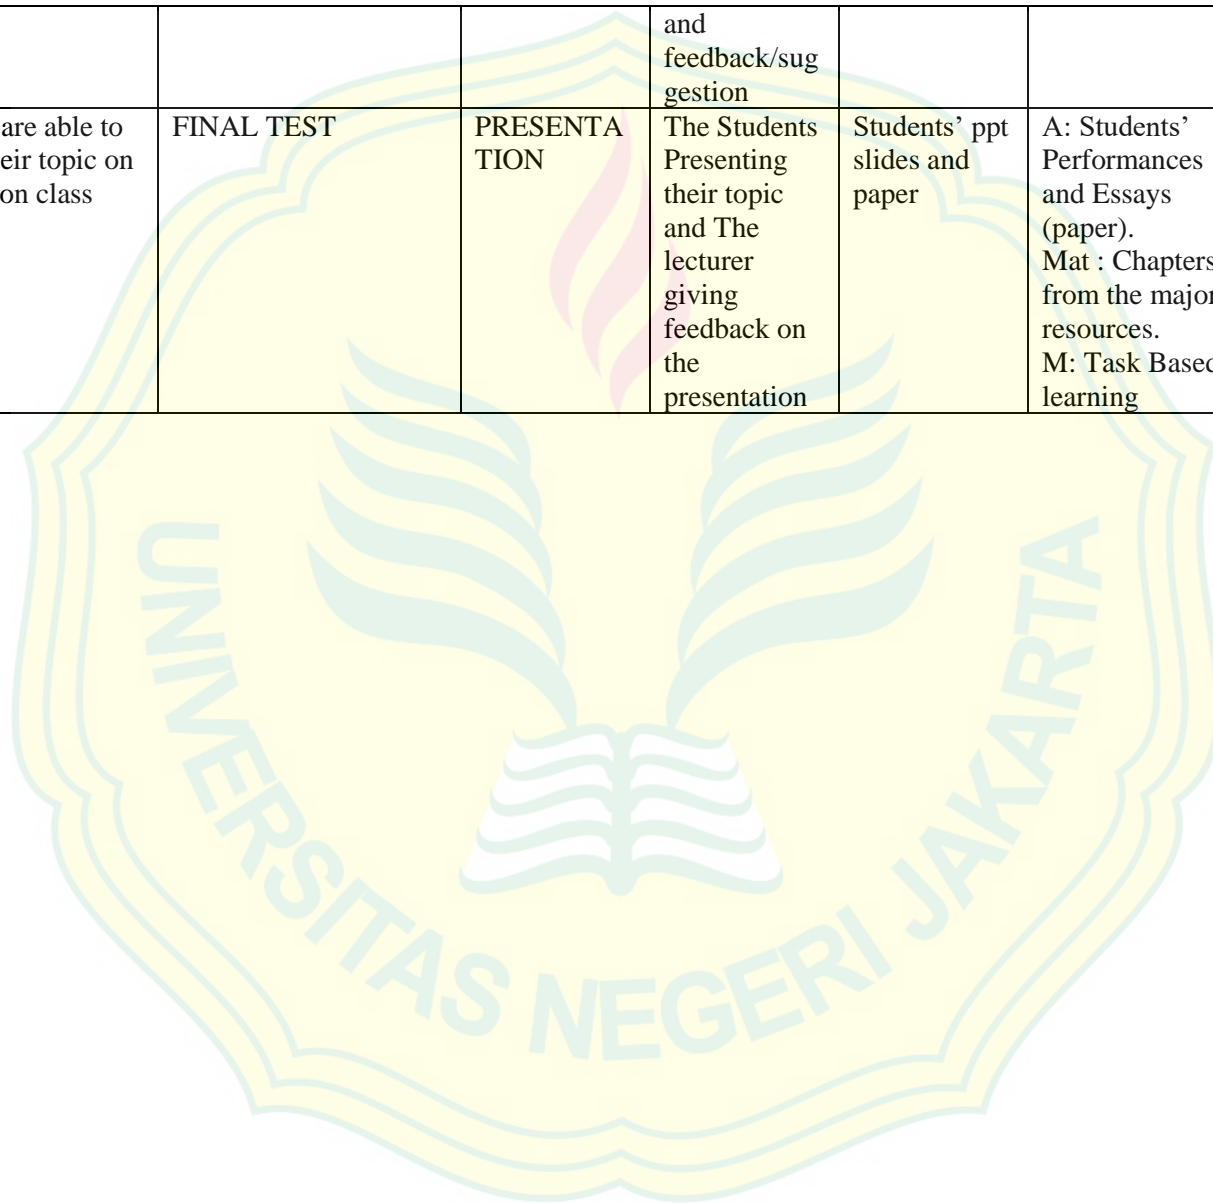 and
feedback/sug
gestion
are able to
eir topic on
on class
FINAL TEST
PRESENTA
TION
The Students
Presenting
their topic
and The
lecturer
giving
feedback on
the
presentation
Students’ ppt
slides and
paper
A: Students’
Performances
and Essays
(paper).
Mat : Chapters
from the major
resources.
M: Task Based
learning
UNIVERSITAS NEGERI JAKARTA